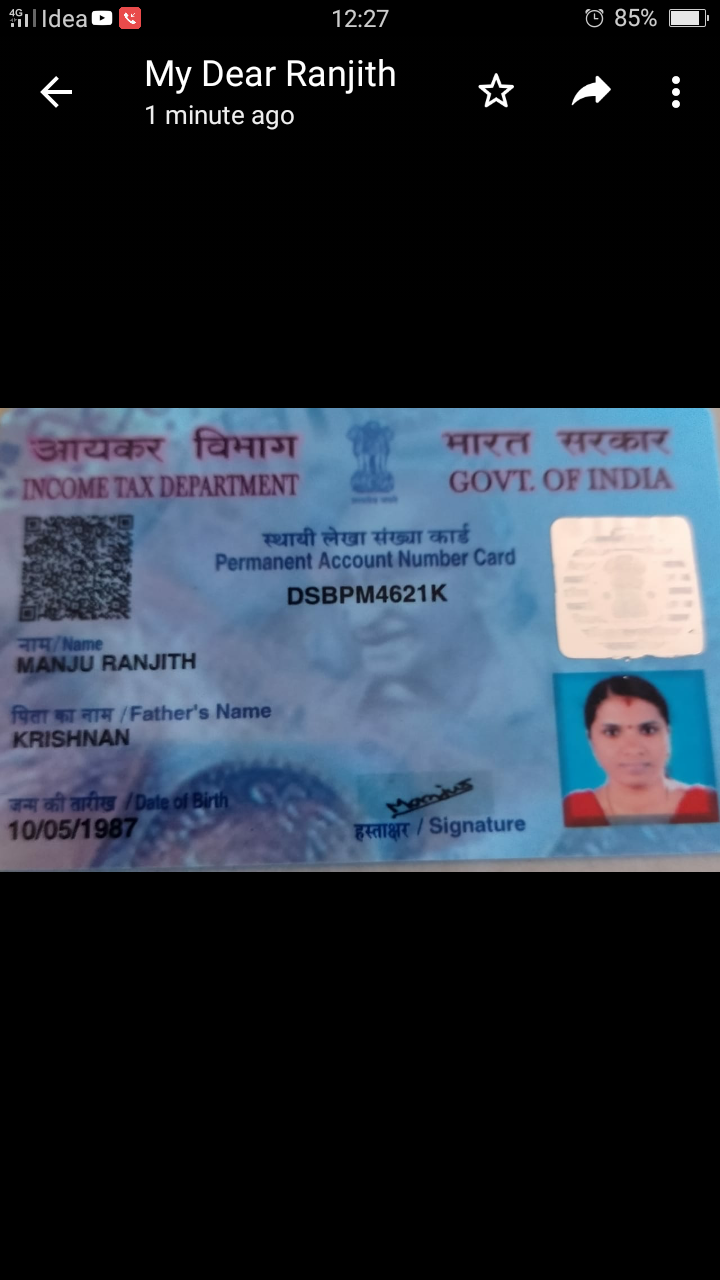 4G Idea 12:27 85%
My Dear Ranjith
1 minute ago
आयकर विभाग भारत सरकार
INCOME TAX DEPARTMENT GOVT. OF INDIA
स्थायी लेखा संख्या कार्ड
Permanent Account Number Card
DSBPM4621K
नाम/Name
MANJU RANJITH
पिता का नाम /Father's Name
KRISHNAN
जन्म की तारीख /Date of Birth
10/05/1987
Manjus
हस्ताक्षर / Signature